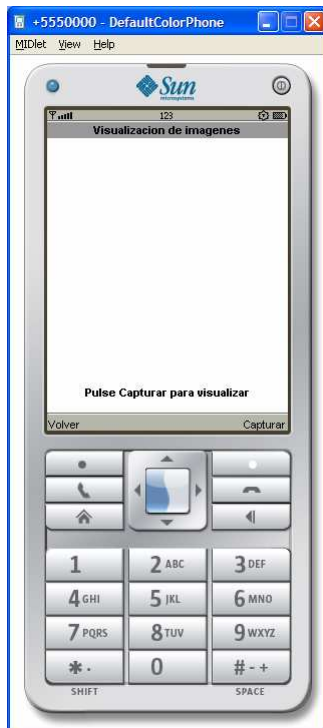 +5550000 - DefaultColorPhone
MIDlet View Help
Sun
microsystems
123
Visualizacion de imagenes
Pulse Capturar para visualizar
Volver Capturar
1 2 ABC 3 DEF
4 GHI 5 JKL 6 MNO
7 PQRS 8 TUV 9 WXYZ
* . 0 # - +
SHIFT SPACE